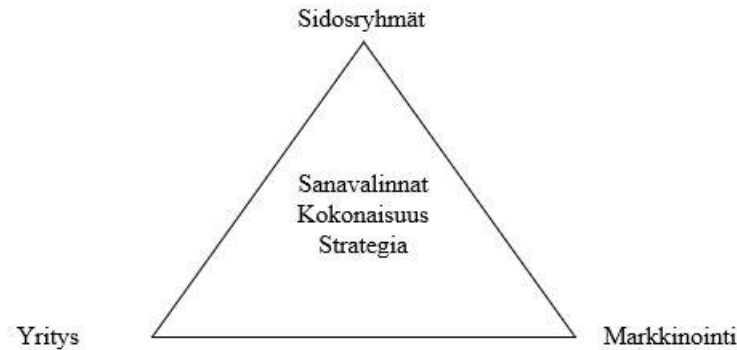 Sidosryhmät
Sanavalinnat
Kokonaisuus
Strategia
Yritys
Markkinointi